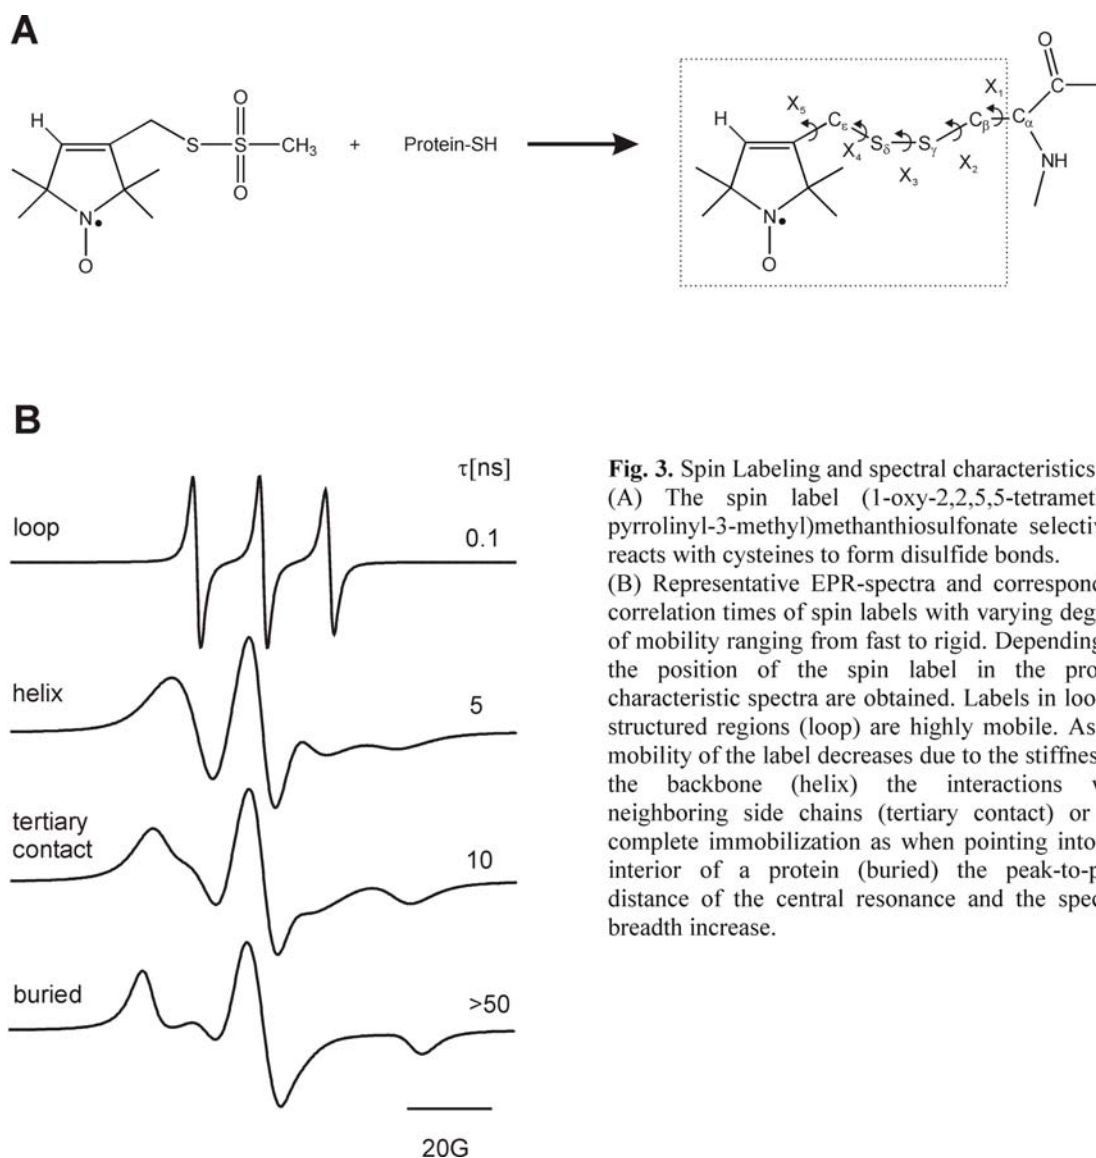 A
H
O
S
S
CH3
O
N
•
O
+
Protein-SH
H
X5
Cε
X4
Sδ
X3
Sγ
X2
Cβ
X1
Cα
C
O
NH
N
•
O
B
τ[ns]
loop
0.1
helix
5
tertiary
contact
10
buried
>50
20G
Fig. 3. Spin Labeling and spectral characteristics
(A) The spin label (1-oxy-2,2,5,5-tetramet
pyrrolinyl-3-methyl)methanthiosulfonate selectiv
reacts with cysteines to form disulfide bonds.
(B) Representative EPR-spectra and correspond
correlation times of spin labels with varying deg
of mobility ranging from fast to rigid. Depending
the position of the spin label in the pro
characteristic spectra are obtained. Labels in loo
structured regions (loop) are highly mobile. As
mobility of the label decreases due to the stiffness
the backbone (helix) the interactions
neighboring side chains (tertiary contact) or
complete immobilization as when pointing into
interior of a protein (buried) the peak-to-p
distance of the central resonance and the spec
breadth increase.